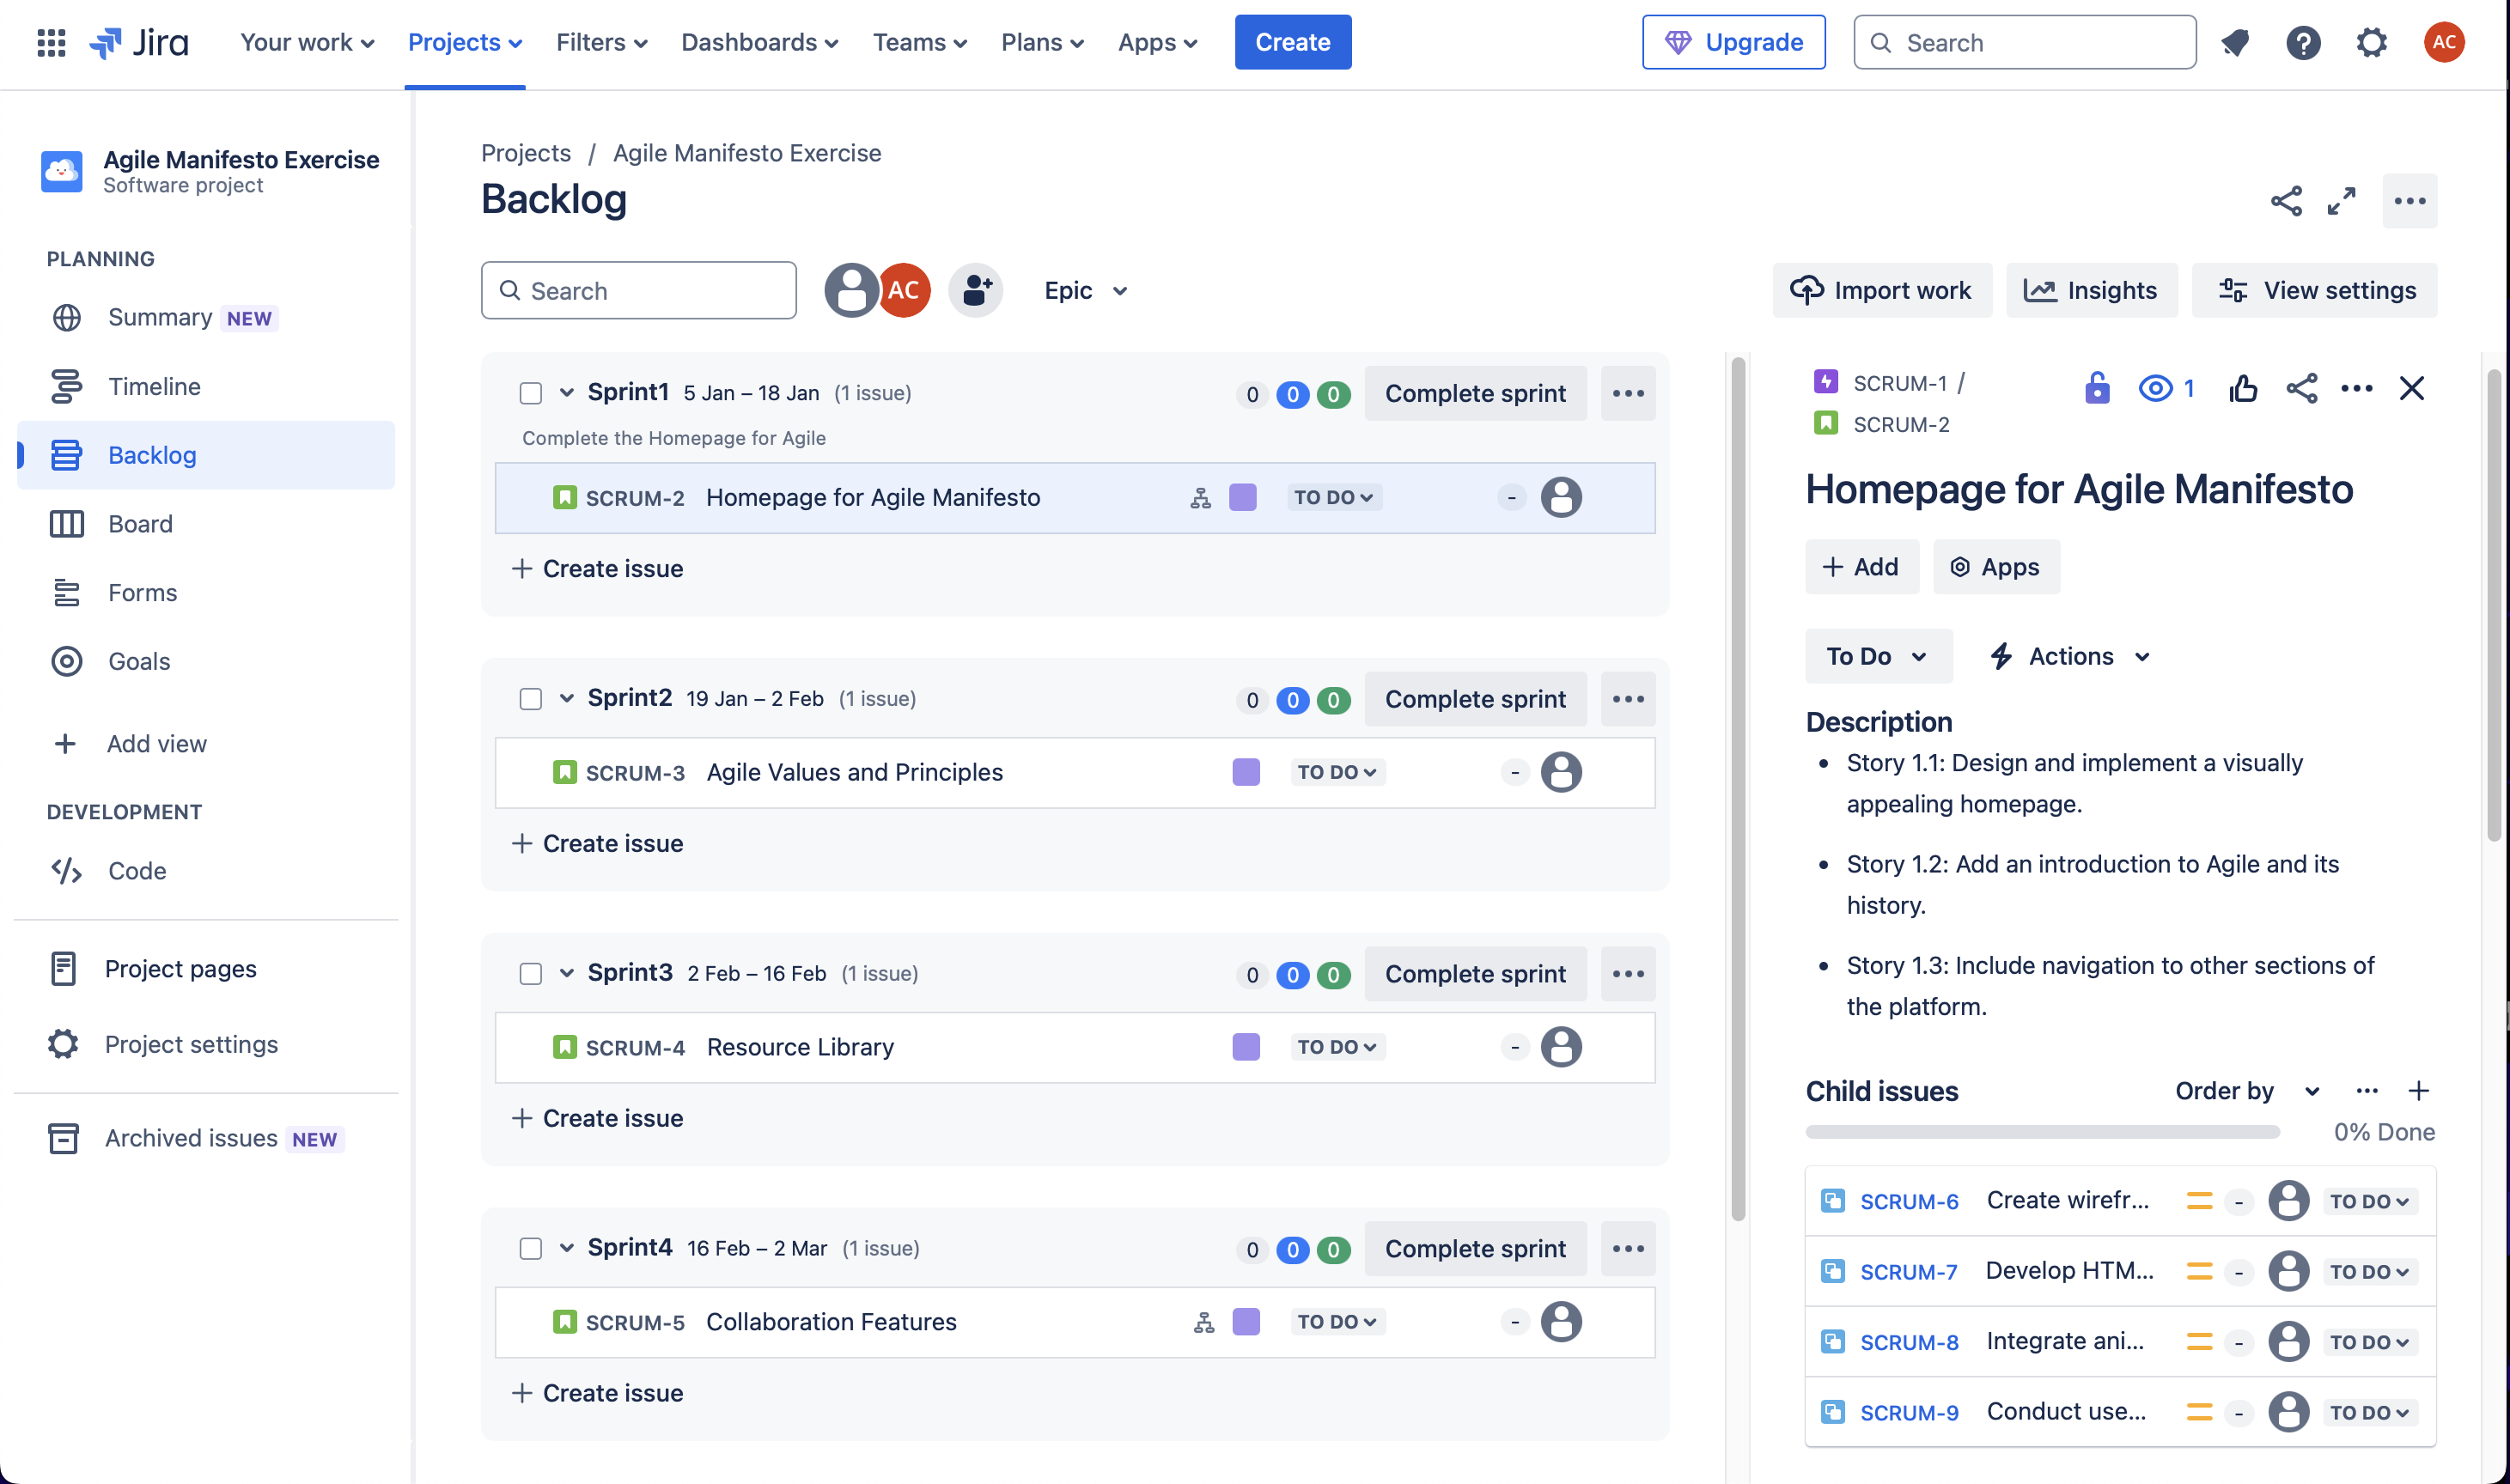 Jira Your work Projects Filters Dashboards Teams Plans Apps Create Upgrade Search AC
Agile Manifesto Exercise
Software project
PLANNING
Summary NEW
Timeline
Backlog
Board
Forms
Goals
Add view
DEVELOPMENT
Code
Project pages
Project settings
Archived issues NEW
Projects / Agile Manifesto Exercise
Backlog
Search AC Epic Import work Insights View settings
Sprint1 5 Jan – 18 Jan (1 issue) 0 0 0 Complete sprint
Complete the Homepage for Agile
SCRUM-2 Homepage for Agile Manifesto TO DO -
+ Create issue
Sprint2 19 Jan – 2 Feb (1 issue) 0 0 0 Complete sprint
SCRUM-3 Agile Values and Principles TO DO -
+ Create issue
Sprint3 2 Feb – 16 Feb (1 issue) 0 0 0 Complete sprint
SCRUM-4 Resource Library TO DO -
+ Create issue
Sprint4 16 Feb – 2 Mar (1 issue) 0 0 0 Complete sprint
SCRUM-5 Collaboration Features TO DO -
+ Create issue
SCRUM-1 / 1
SCRUM-2
Homepage for Agile Manifesto
+ Add Apps
To Do Actions
Description
• Story 1.1: Design and implement a visually
appealing homepage.
• Story 1.2: Add an introduction to Agile and its
history.
• Story 1.3: Include navigation to other sections of
the platform.
Child issues Order by
0% Done
SCRUM-6 Create wirefr... - TO DO
SCRUM-7 Develop HTM... - TO DO
SCRUM-8 Integrate ani... - TO DO
SCRUM-9 Conduct use... - TO DO